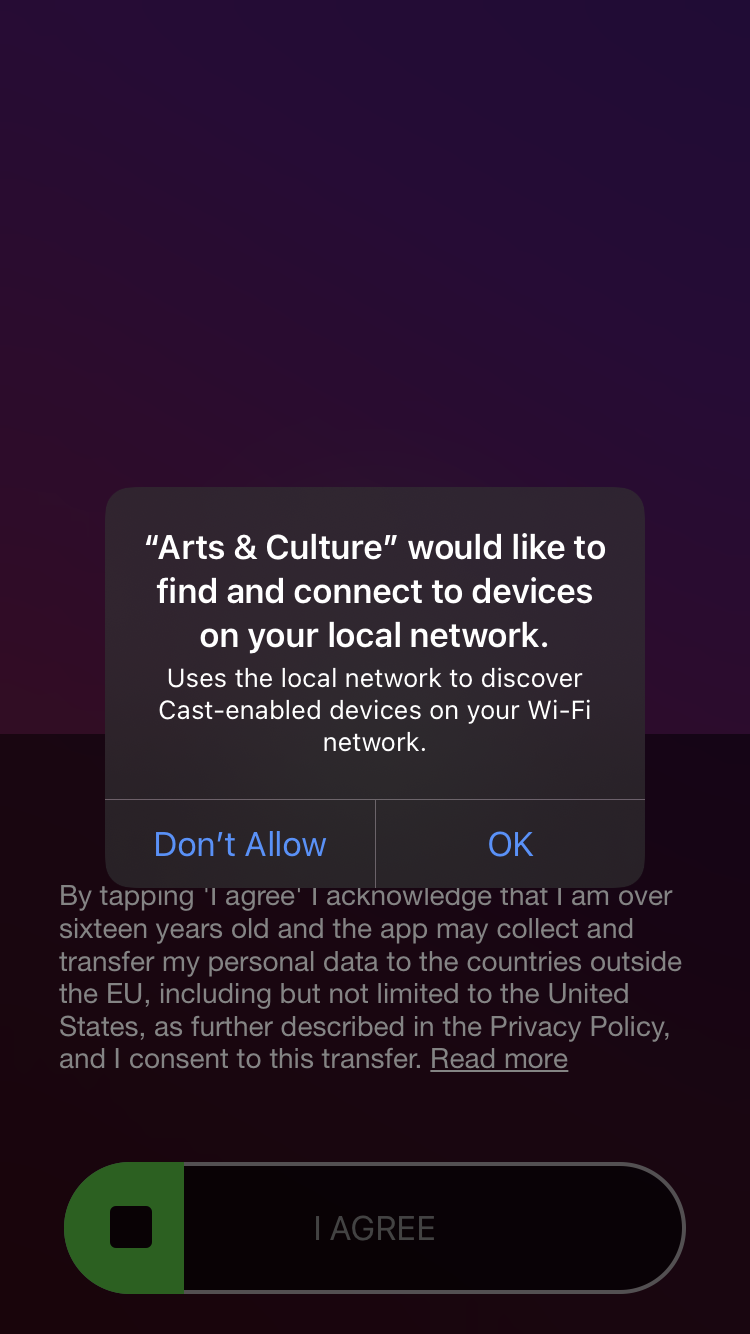 “Arts & Culture” would like to
find and connect to devices
on your local network.
Uses the local network to discover
Cast-enabled devices on your Wi-Fi
network.
Don’t Allow
OK
By tapping 'I agree' I acknowledge that I am over
sixteen years old and the app may collect and
transfer my personal data to the countries outside
the EU, including but not limited to the United
States, as further described in the Privacy Policy,
and I consent to this transfer. Read more
I AGREE